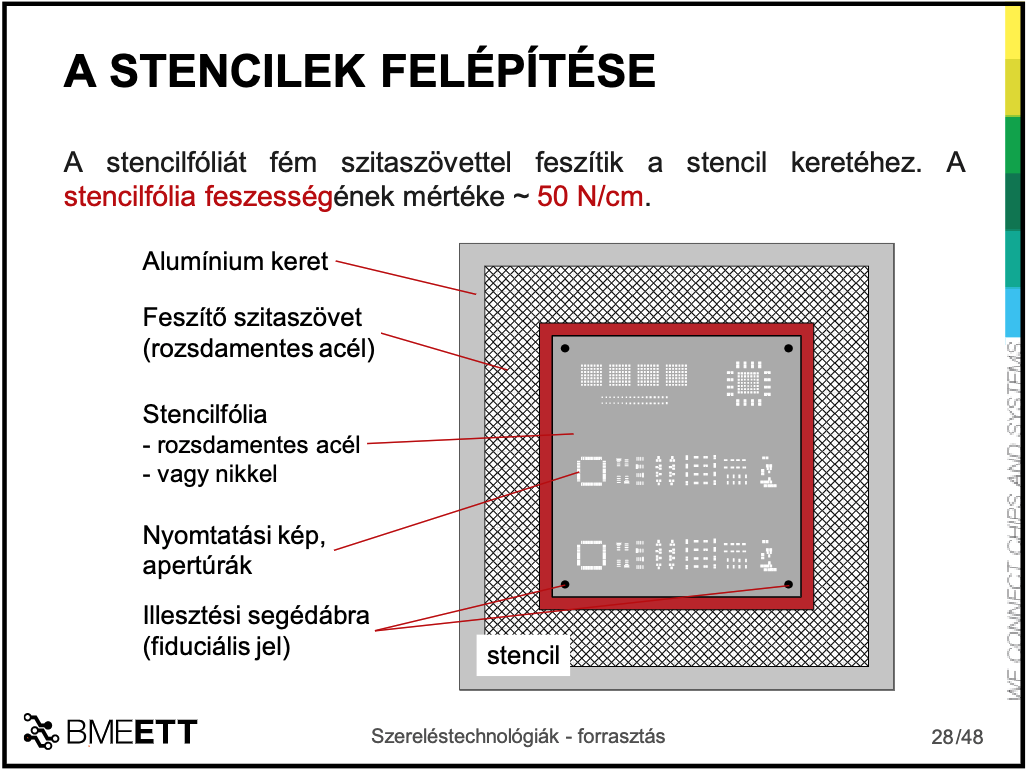 A STENCILEK FELÉPÍTÉSE
A stencilfóliát fém szitaszövettel feszítik a stencil keretéhez. A
stencilfólia feszességének mértéke ~ 50 N/cm.
Alumínium keret
Feszítő szitaszövet
(rozsdamentes acél)
Stencilfólia
- rozsdamentes acél
- vagy nikkel
Nyomtatási kép,
apertúrák
Illesztési segédábra
(fiduciális jel)
stencil
WE CONNECT CHIPS AND SYSTEMS
BMEETT
Szereléstechnológiák - forrasztás
28/48